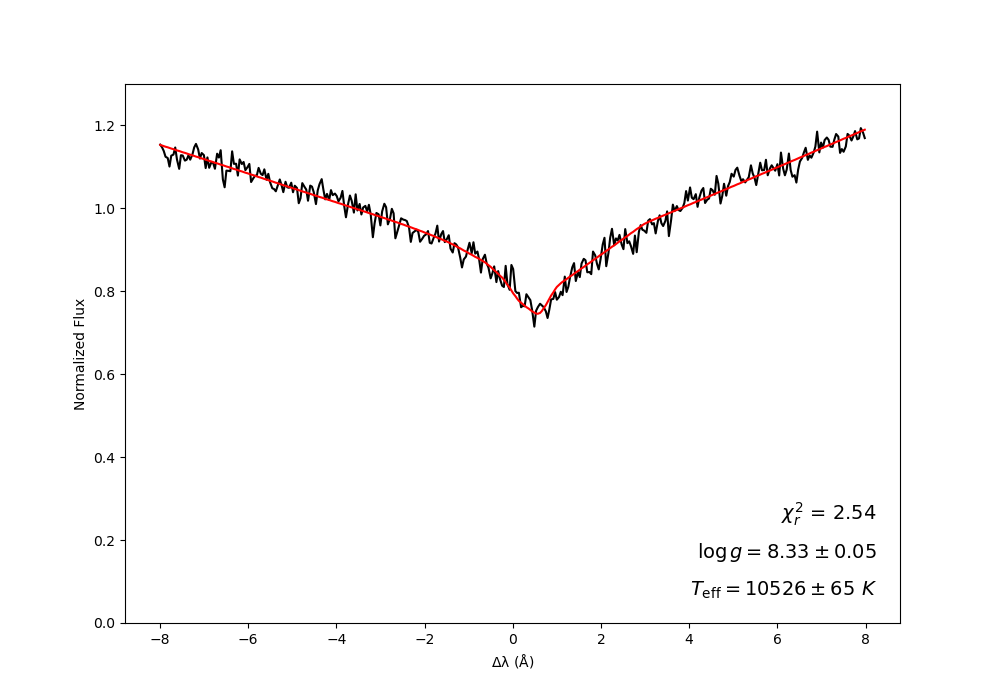 1.2
1.0
0.8
0.6
0.4
0.2
0.0
Normalized Flux
χ²ᵣ = 2.54
log g = 8.33 ± 0.05
T_eff = 10526 ± 65 K
−8 −6 −4 −2 0 2 4 6 8
Δλ (Å)